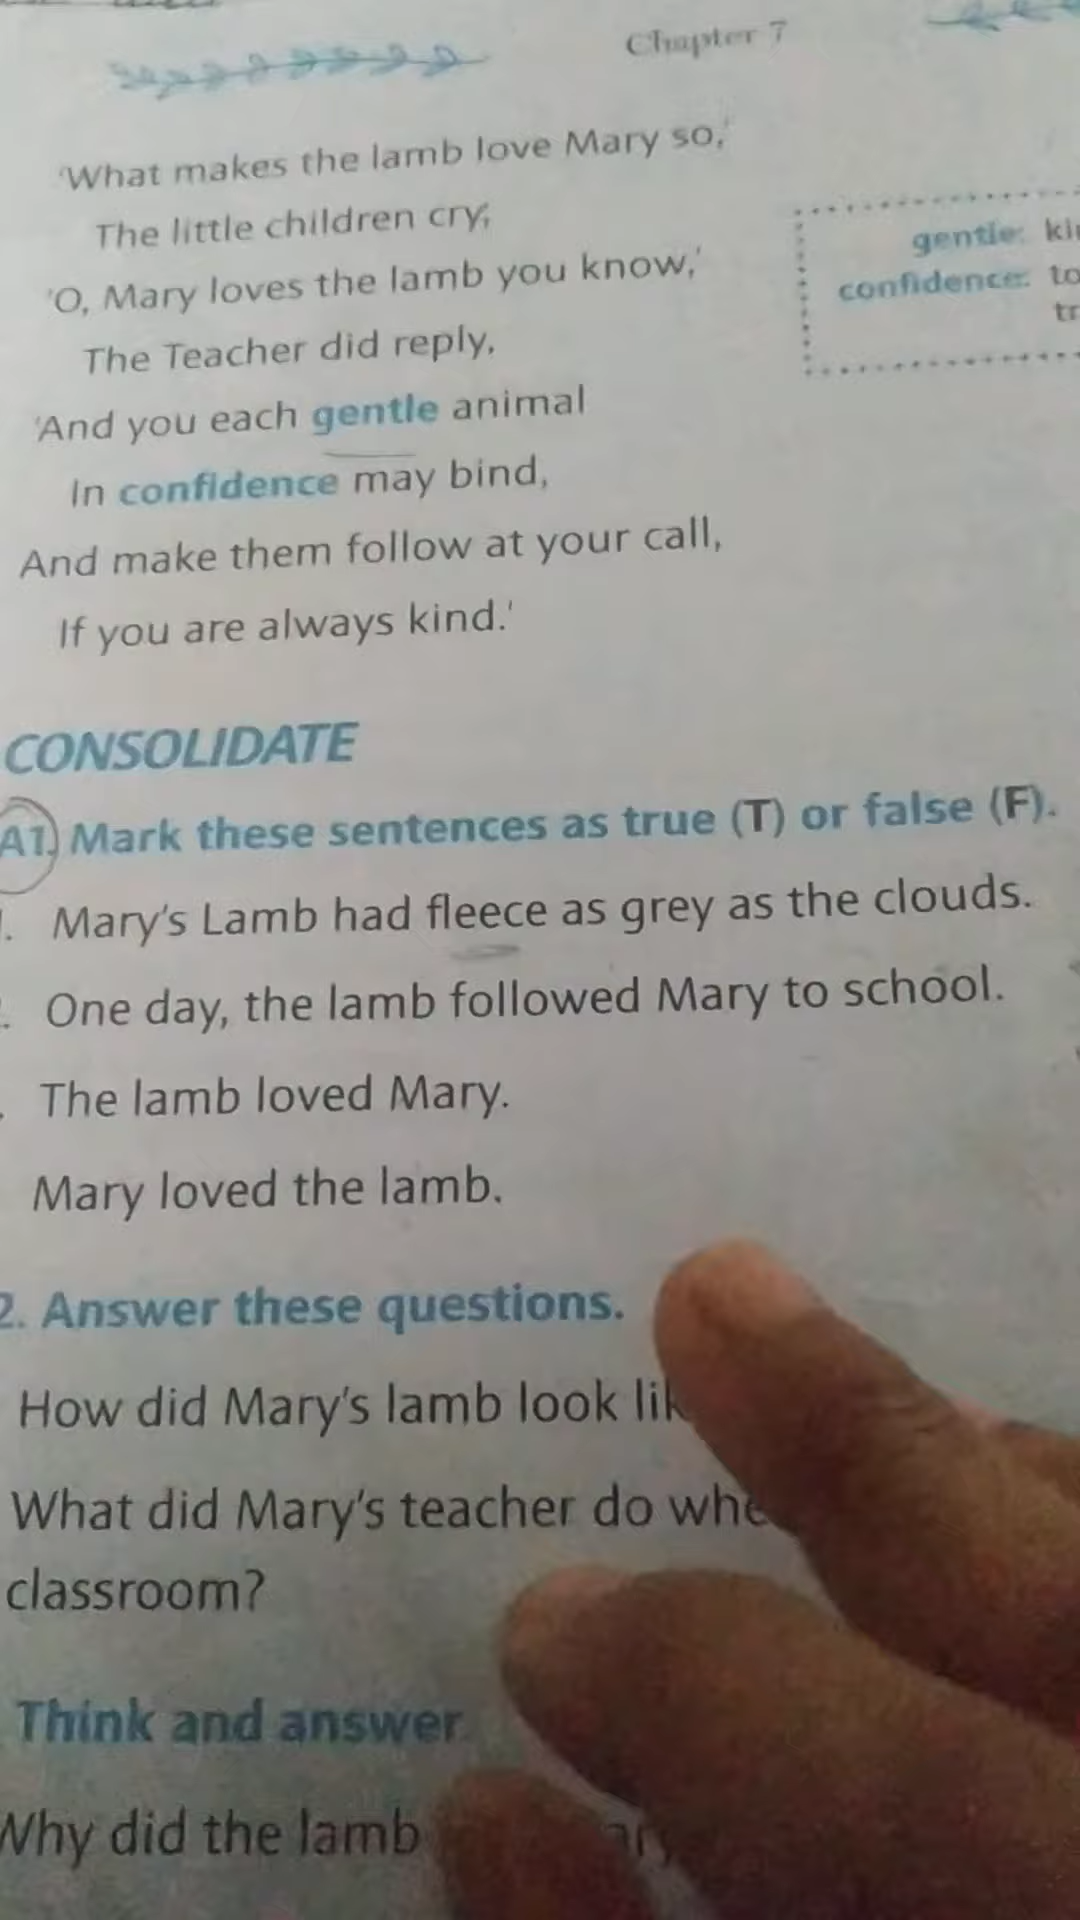 Chapter 7
'What makes the lamb love Mary so,'
The little children cry;
'O, Mary loves the lamb you know,'
The Teacher did reply,
'And you each gentle animal
In confidence may bind,
And make them follow at your call,
If you are always kind.'
gentle:
confidence: to
CONSOLIDATE
A1. Mark these sentences as true (T) or false (F).
Mary's Lamb had fleece as grey as the clouds.
One day, the lamb followed Mary to school.
The lamb loved Mary.
Mary loved the lamb.
2. Answer these questions.
How did Mary's lamb look
What did Mary's teacher do
classroom?
Think and answer
Why did the lamb